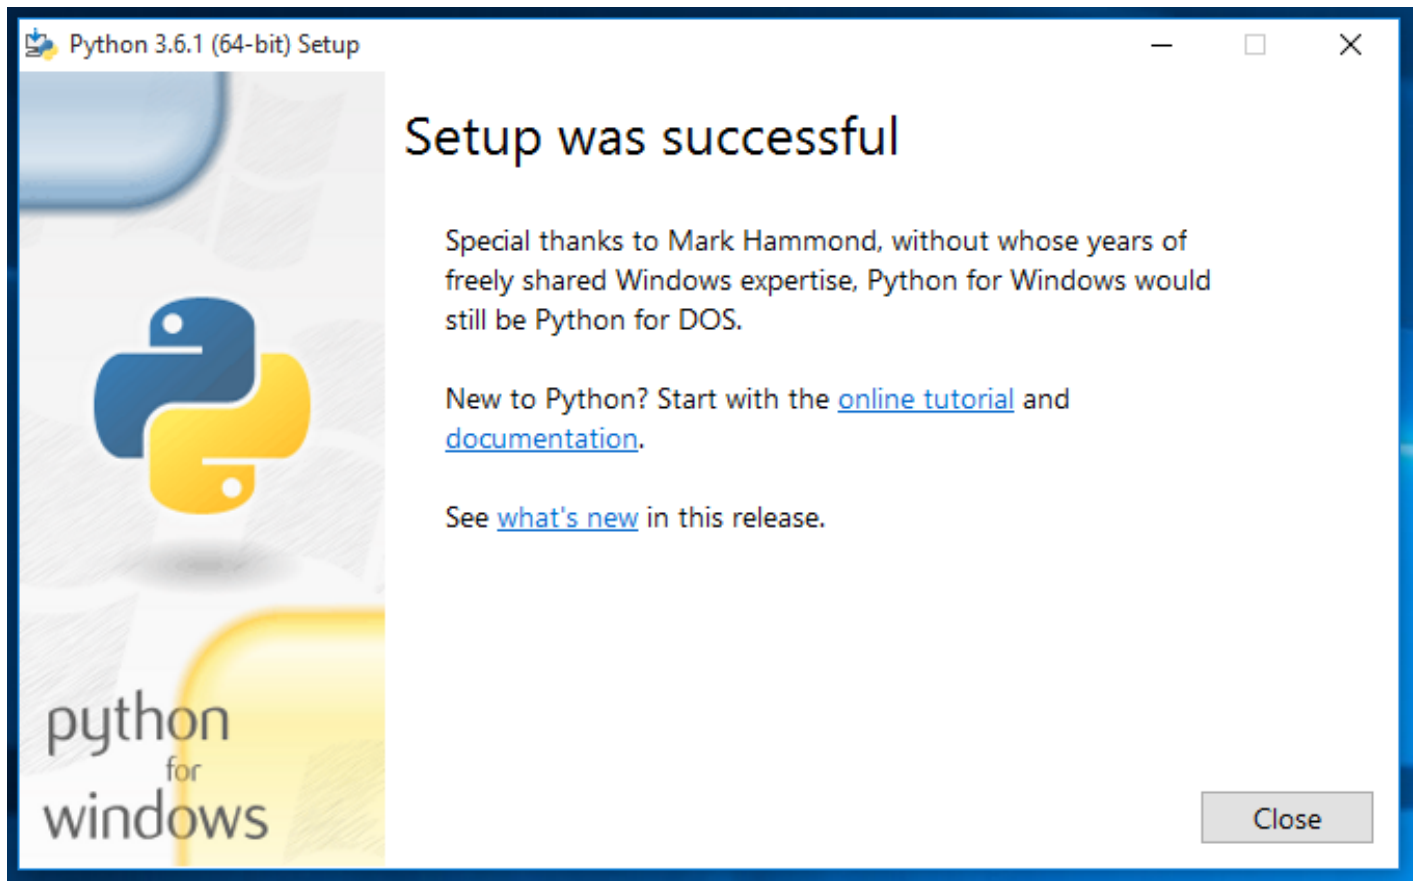 Python 3.6.1 (64-bit) Setup
Setup was successful
Special thanks to Mark Hammond, without whose years of
freely shared Windows expertise, Python for Windows would
still be Python for DOS.
New to Python? Start with the online tutorial and
documentation.
See what's new in this release.
python
for
windows
Close